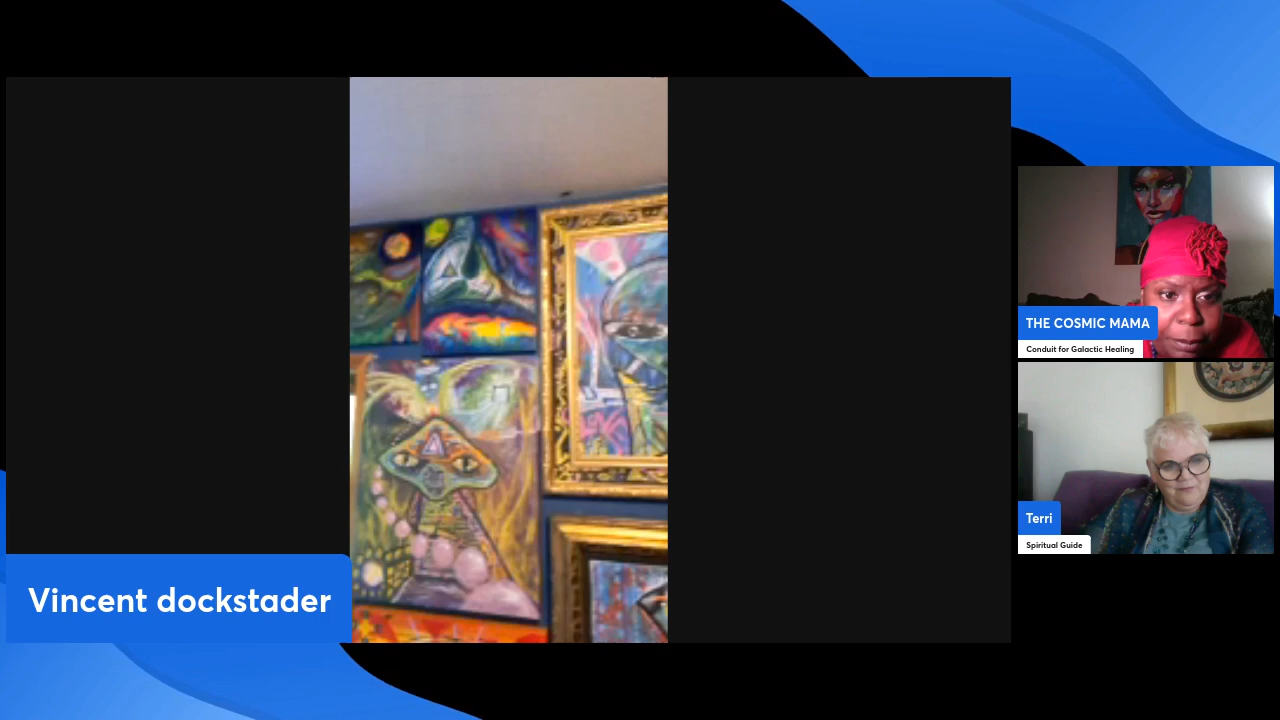 THE COSMIC MAMA
Conduit for Galactic Healing
Terri
Spiritual Guide
Vincent dockstader